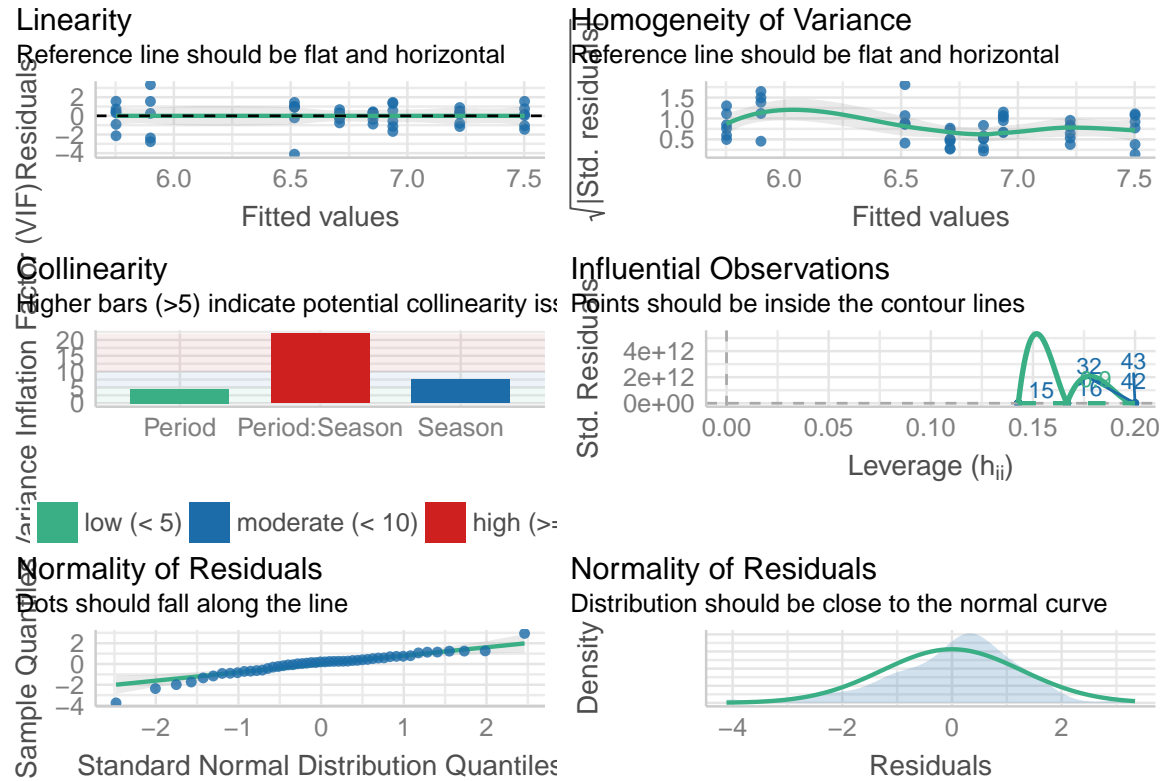 Linearity
Reference line should be flat and horizontal
Residuals
2
0
−2
−4
6.0 6.5 7.0 7.5
Fitted values
Homogeneity of Variance
Reference line should be flat and horizontal
√|Std. residuals|
1.5
1.0
0.5
6.0 6.5 7.0 7.5
Fitted values
Collinearity
Higher bars (>5) indicate potential collinearity iss
Variance Inflation Factor (VIF)
20
15
10
5
0
Period Period:Season Season
low (< 5) moderate (< 10) high (>=
Influential Observations
Points should be inside the contour lines
Std. Residuals
4e+12
2e+12
0e+00
32 43
15 16 42
0.9
0.00 0.05 0.10 0.15 0.20
Leverage (hii)
Normality of Residuals
Dots should fall along the line
Sample Quantiles
2
0
−2
−4
−2 −1 0 1 2
Standard Normal Distribution Quantiles
Normality of Residuals
Distribution should be close to the normal curve
Density
−4 −2 0 2
Residuals